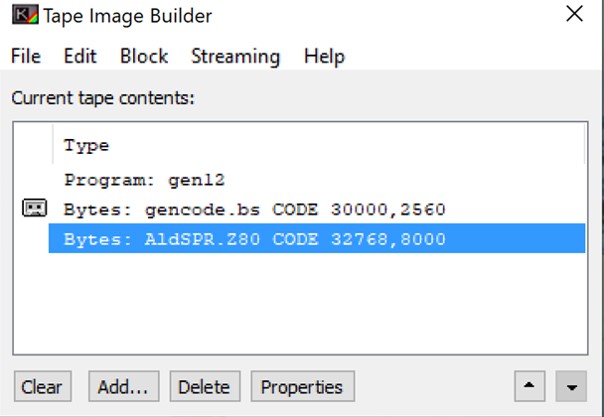 Tape Image Builder
File Edit Block Streaming Help
Current tape contents:
Type
Program: gen12
Bytes: gencode.bs CODE 30000,2560
Bytes: AldSPR.Z80 CODE 32768,8000
Clear Add... Delete Properties